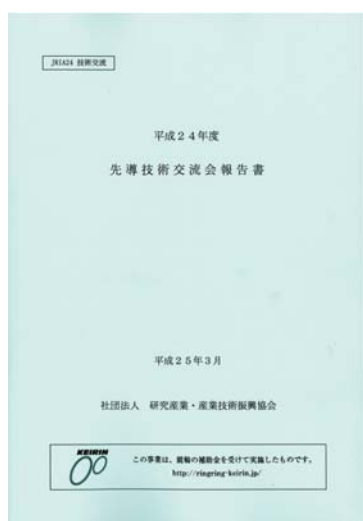 JRIA24 技術交流
平成24年度
先導技術交流会報告書
平成25年3月
社団法人 研究産業・産業技術振興協会
KEIRIN
この事業は、競輪の補助金を受けて実施したものです。
http://ringring-keirin.jp/